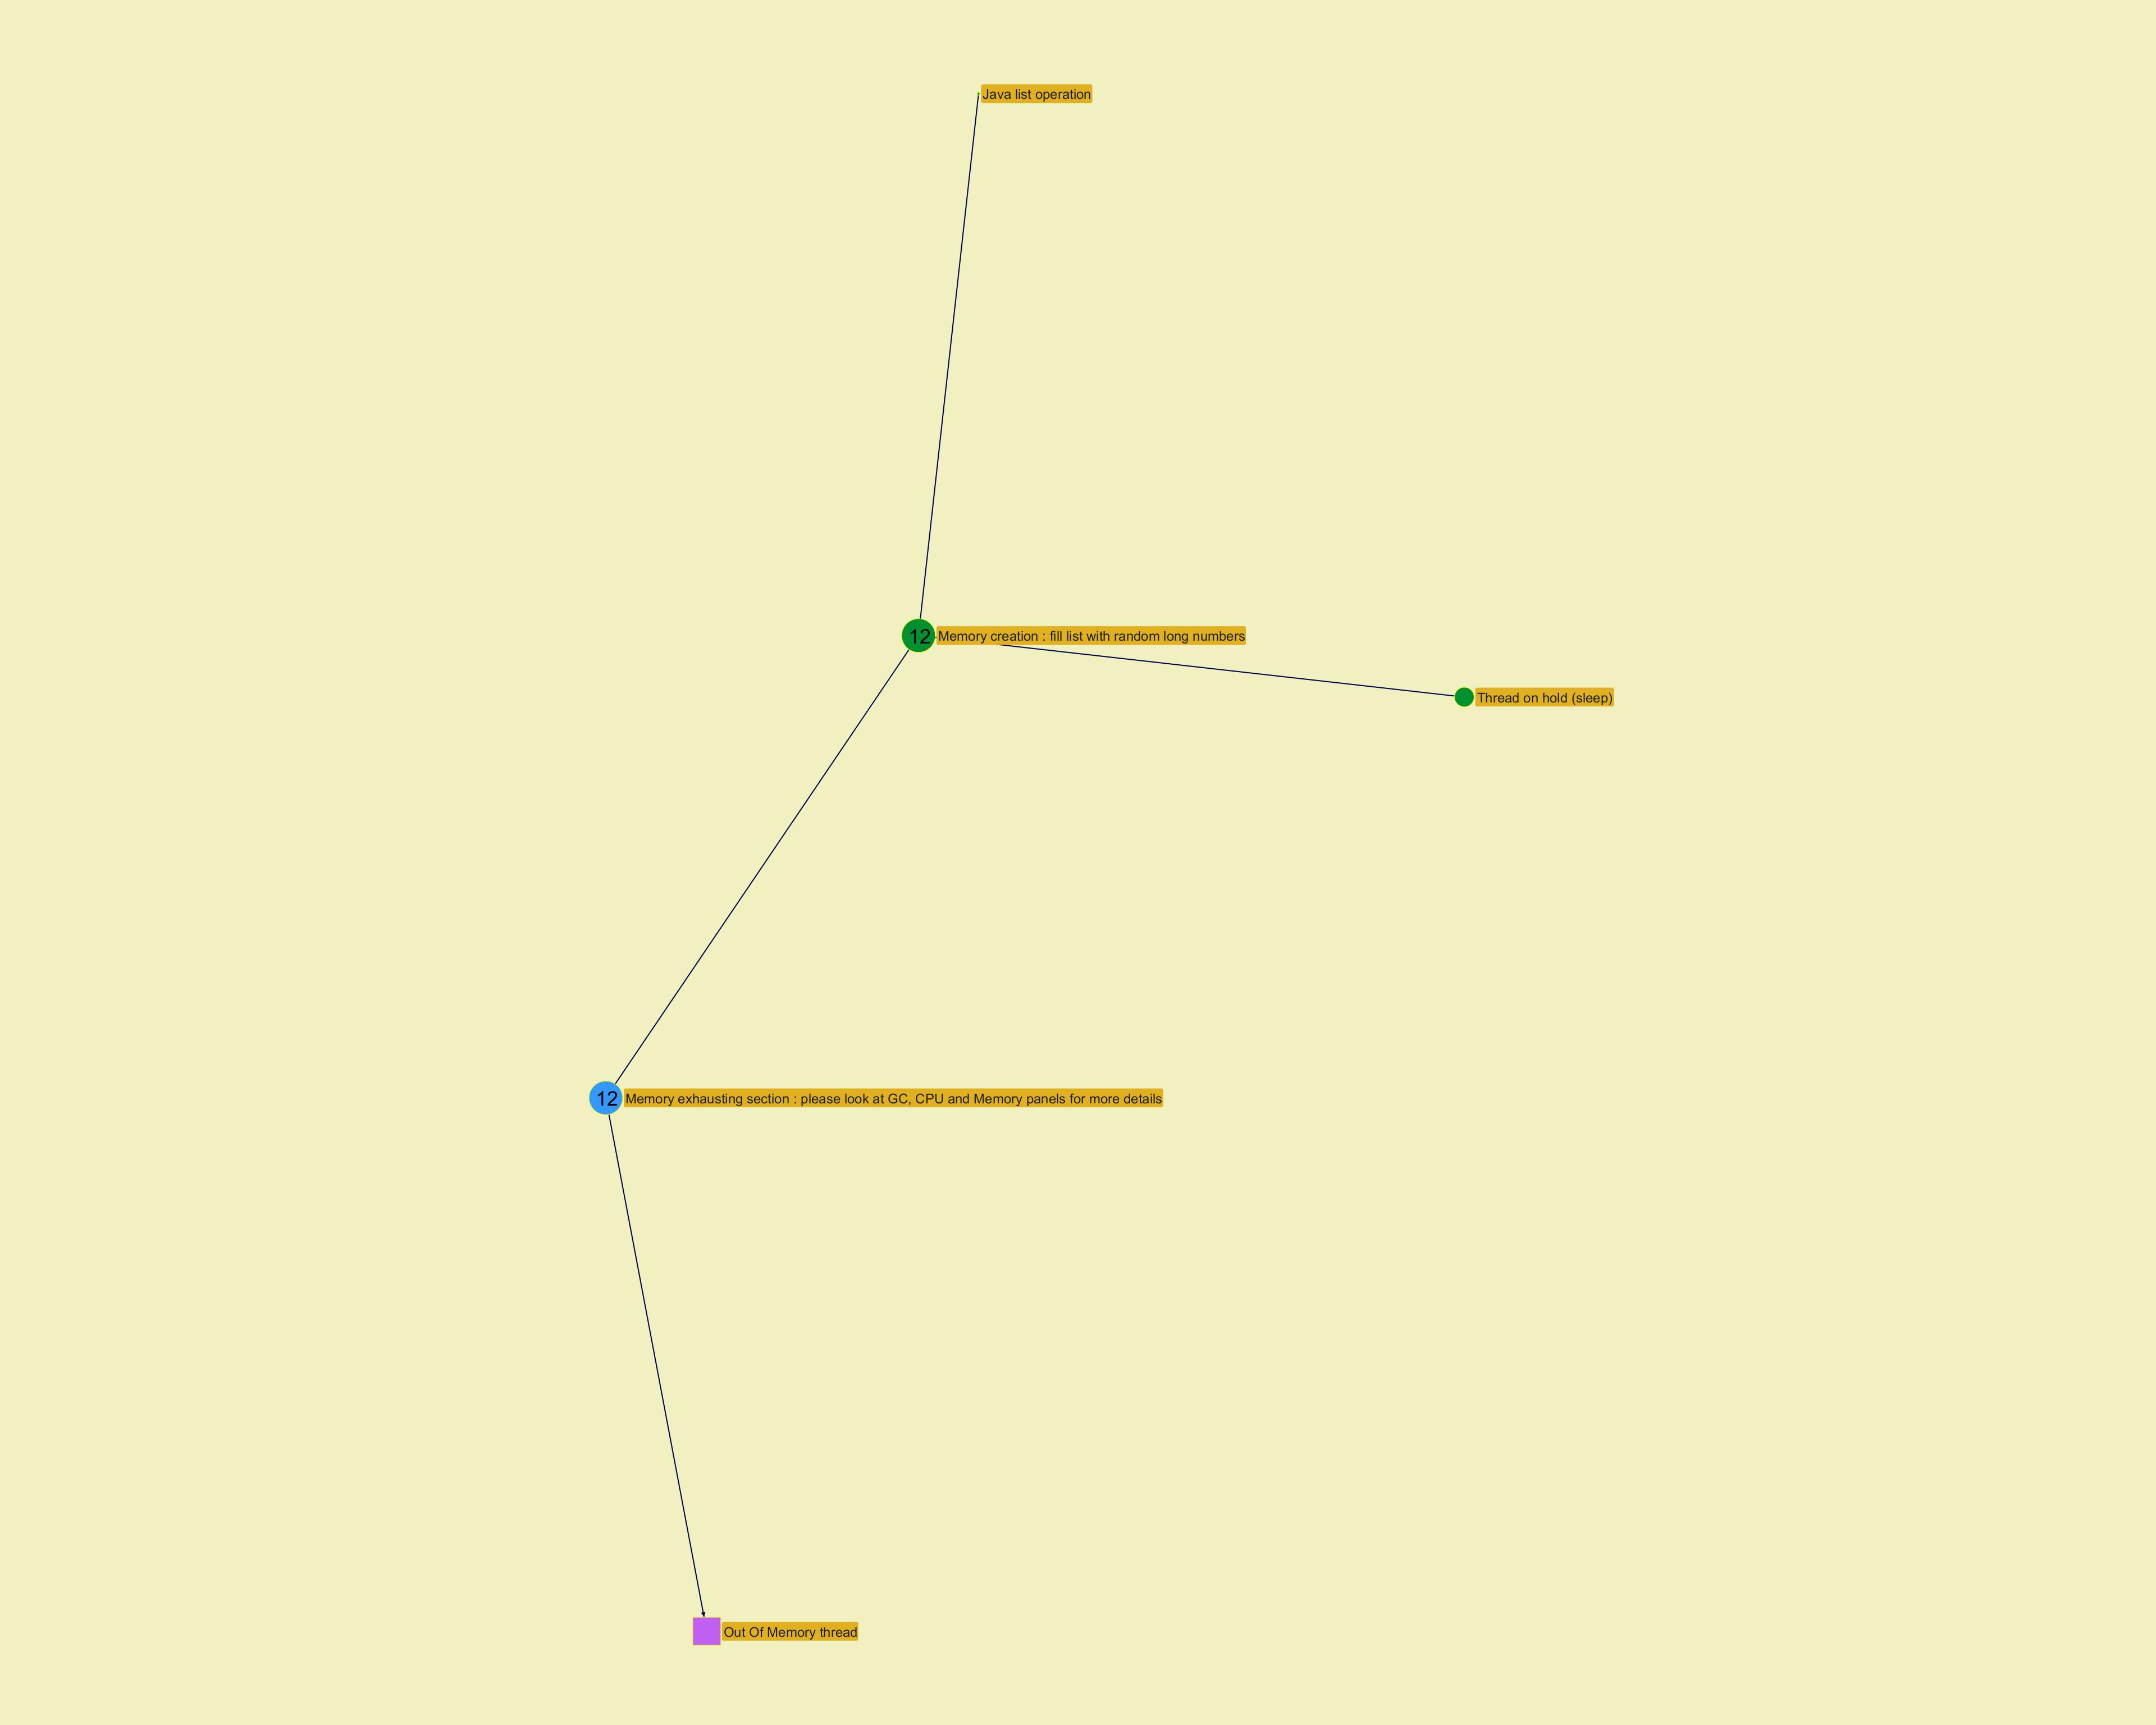 Java list operation
12 Memory creation : fill list with random long numbers
Thread on hold (sleep)
12 Memory exhausting section : please look at GC, CPU and Memory panels for more details
Out Of Memory thread